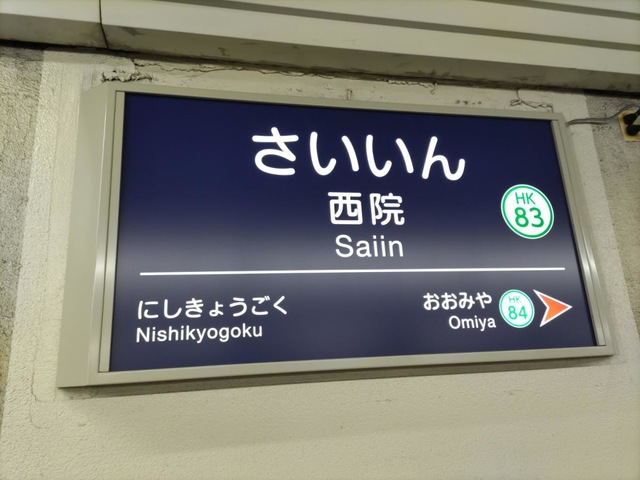 さいいん
西院
Saiin
HK
83
にしきょうごく
Nishikyogoku
おおみや
Omiya
HK
84